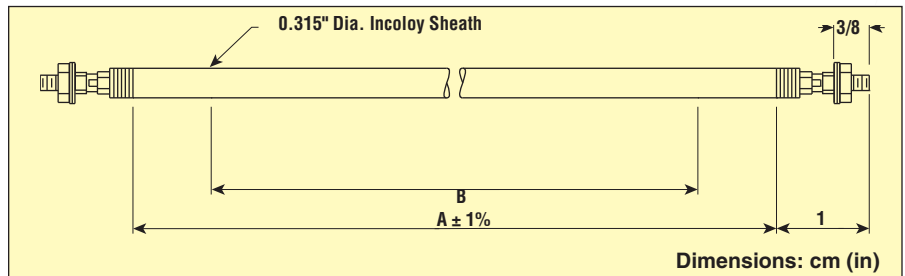 0.315" Dia. Incoloy Sheath
3/8
B
A ± 1%
1
Dimensions: cm (in)